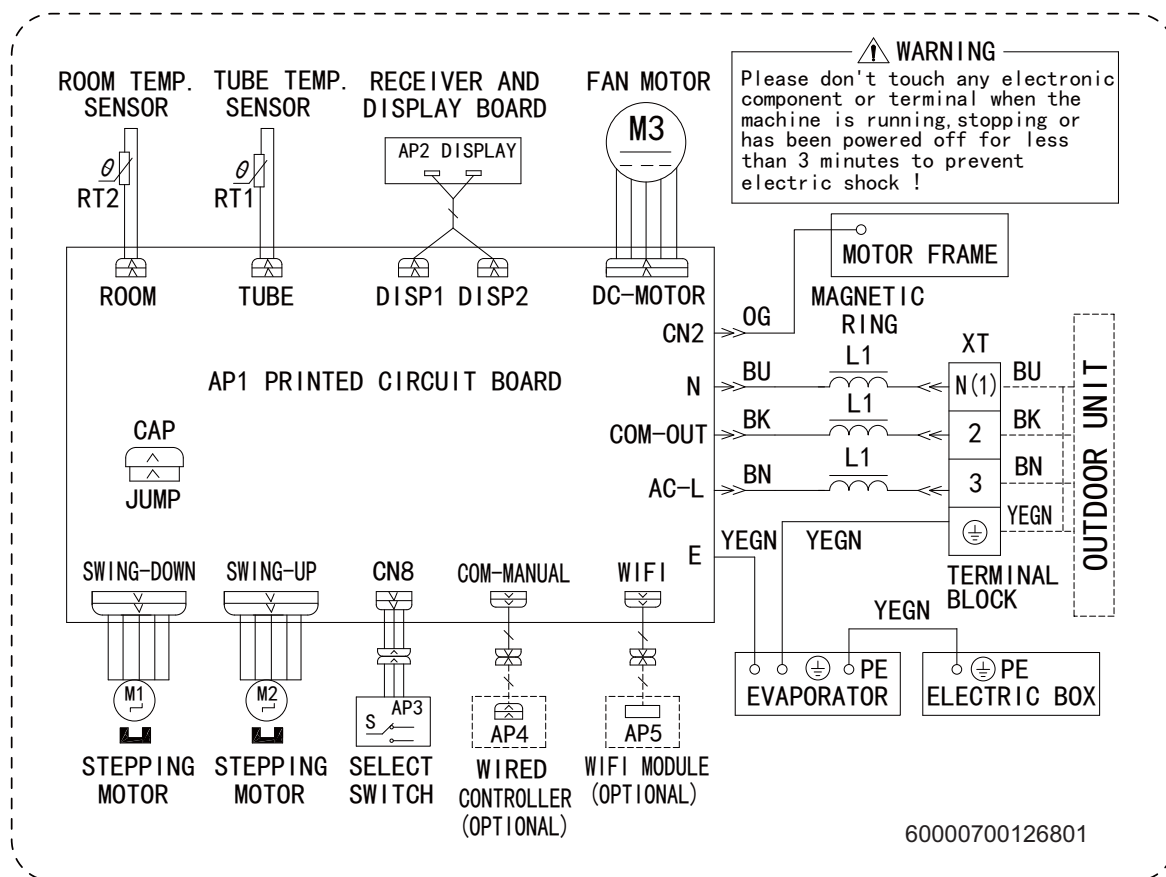 WARNING
Please don't touch any electronic
component or terminal when the
machine is running,stopping or
has been powered off for less
than 3 minutes to prevent
electric shock !
ROOM TEMP.
SENSOR
TUBE TEMP.
SENSOR
RECEIVER AND
DISPLAY BOARD
FAN MOTOR
AP2 DISPLAY
M3
θ
RT2
θ
RT1
MOTOR FRAME
ROOM
TUBE
DISP1
DISP2
DC-MOTOR
CN2
OG
MAGNETIC
RING
XT
AP1 PRINTED CIRCUIT BOARD
N
BU
L1
N(1)
BU
COM-OUT
BK
L1
2
BK
AC-L
BN
L1
3
BN
YEGN
OUTDOOR UNIT
CAP
JUMP
E
YEGN
YEGN
TERMINAL
BLOCK
SWING-DOWN
SWING-UP
CN8
COM-MANUAL
WIFI
YEGN
PE
EVAPORATOR
PE
ELECTRIC BOX
M1
M2
S
AP3
AP4
AP5
STEPPING
MOTOR
STEPPING
MOTOR
SELECT
SWITCH
WIRED
CONTROLLER
(OPTIONAL)
WIFI MODULE
(OPTIONAL)
60000700126801